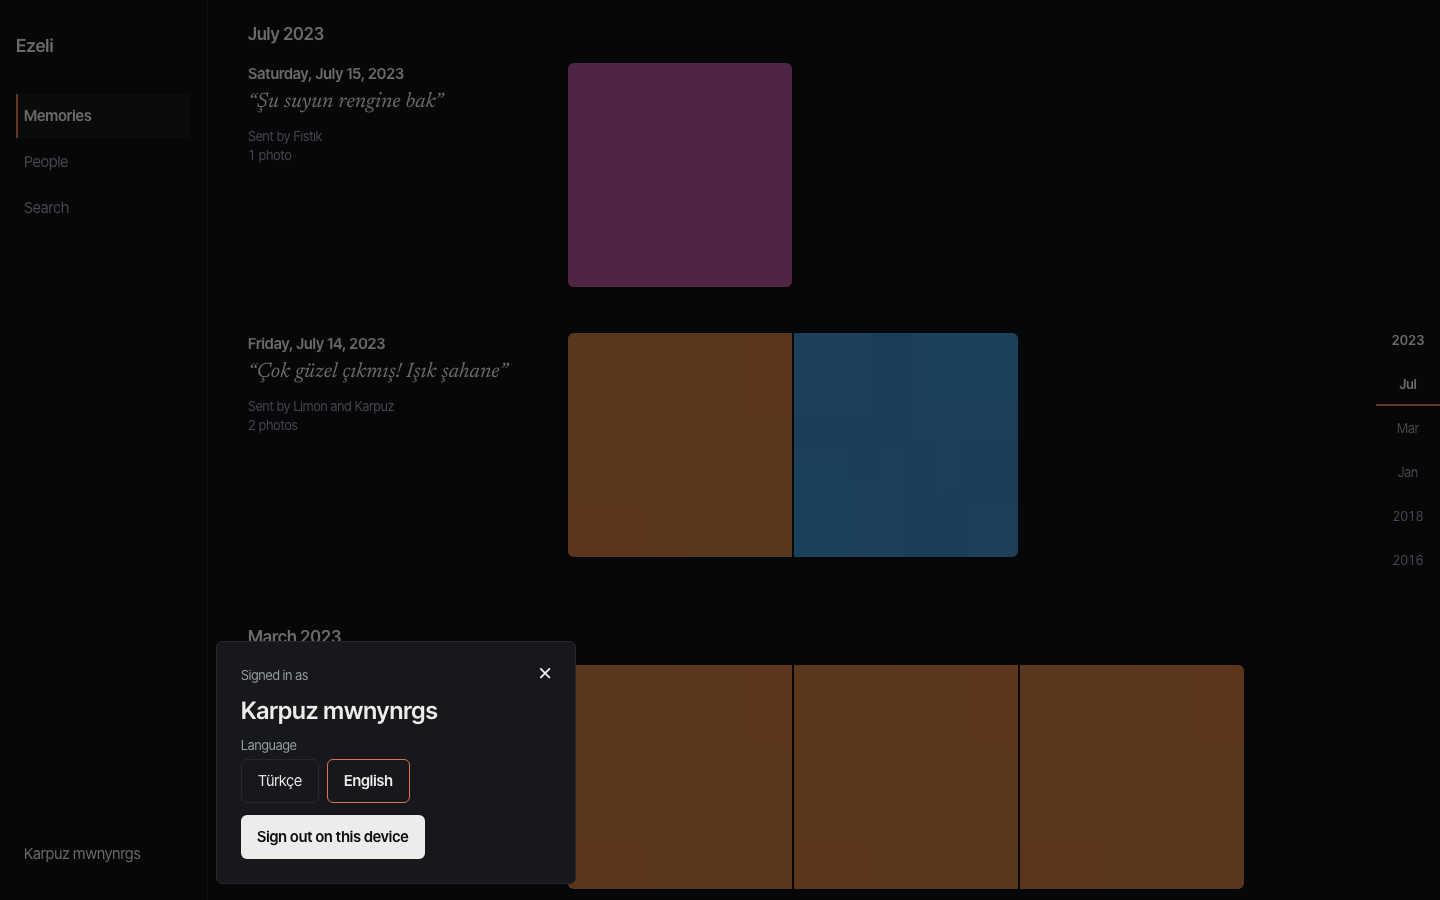 Ezeli
Memories
People
Search
July 2023
Saturday, July 15, 2023
“Şu suyun rengine bak”
Sent by Fıstık
1 photo
Friday, July 14, 2023
“Çok güzel çıkmış! Işık şahane”
Sent by Limon and Karpuz
2 photos
March 2023
2023
Jul
Mar
Jan
2018
2016
Signed in as
Karpuz mwnynrgs
Language
Türkçe
English
Sign out on this device
Karpuz mwnynrgs